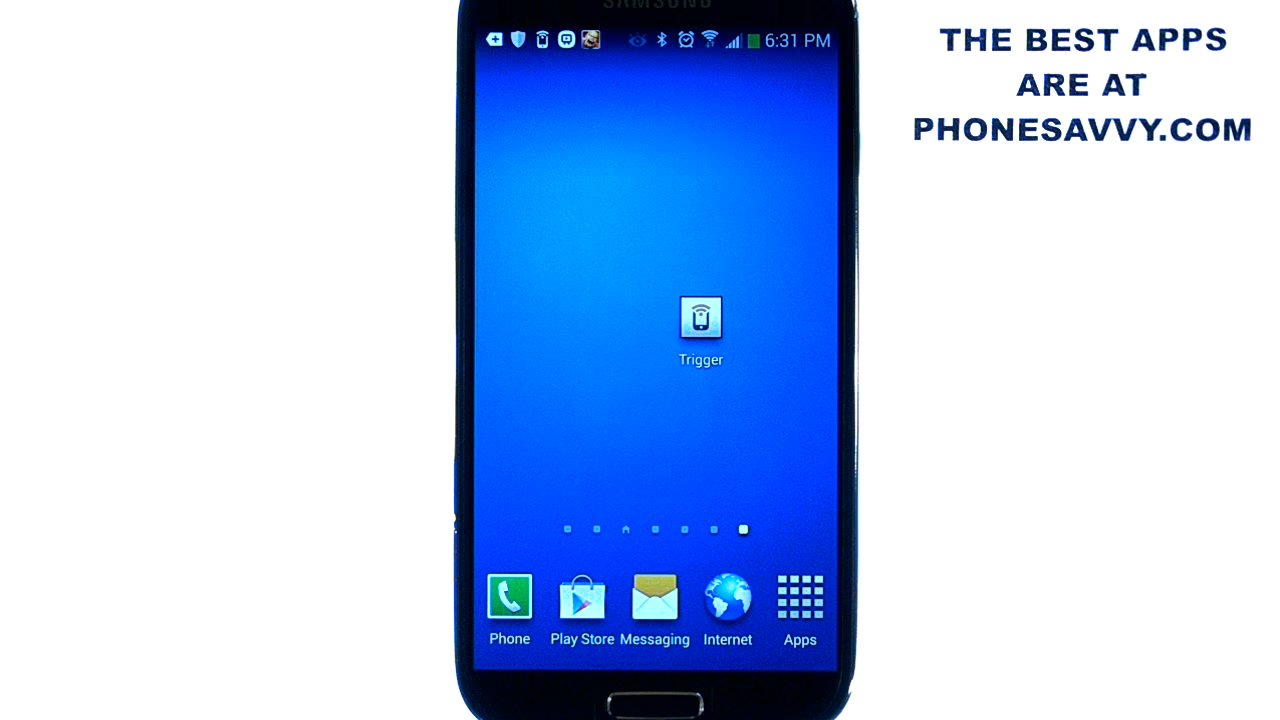 SAMSUNG
6:31 PM
THE BEST APPS
ARE AT
PHONESAVVY.COM
Trigger
Phone
Play Store
Messaging
Internet
Apps